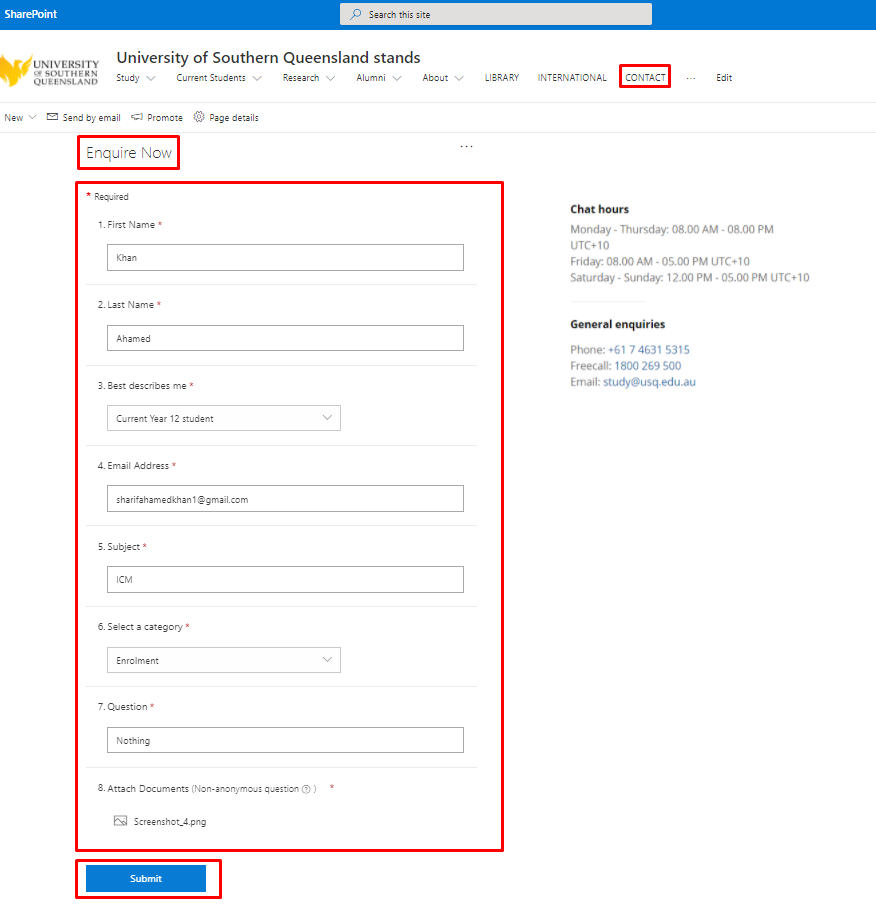 SharePoint
Search this site
UNIVERSITY
OF SOUTHERN
QUEENSLAND
University of Southern Queensland stands
Study Current Students Research Alumni About LIBRARY INTERNATIONAL CONTACT ... Edit
New Send by email Promote Page details
Enquire Now
...
* Required
1. First Name *
Khan
2. Last Name *
Ahamed
3. Best describes me *
Current Year 12 student
4. Email Address *
sharifahamedkhan1@gmail.com
5. Subject *
ICM
6. Select a category *
Enrolment
7. Question *
Nothing
8. Attach Documents (Non-anonymous question ?) *
Screenshot_4.png
Submit
Chat hours
Monday - Thursday: 08.00 AM - 08.00 PM
UTC+10
Friday: 08.00 AM - 05.00 PM UTC+10
Saturday - Sunday: 12.00 PM - 05.00 PM UTC+10
General enquiries
Phone: +61 7 4631 5315
Freecall: 1800 269 500
Email: study@usq.edu.au